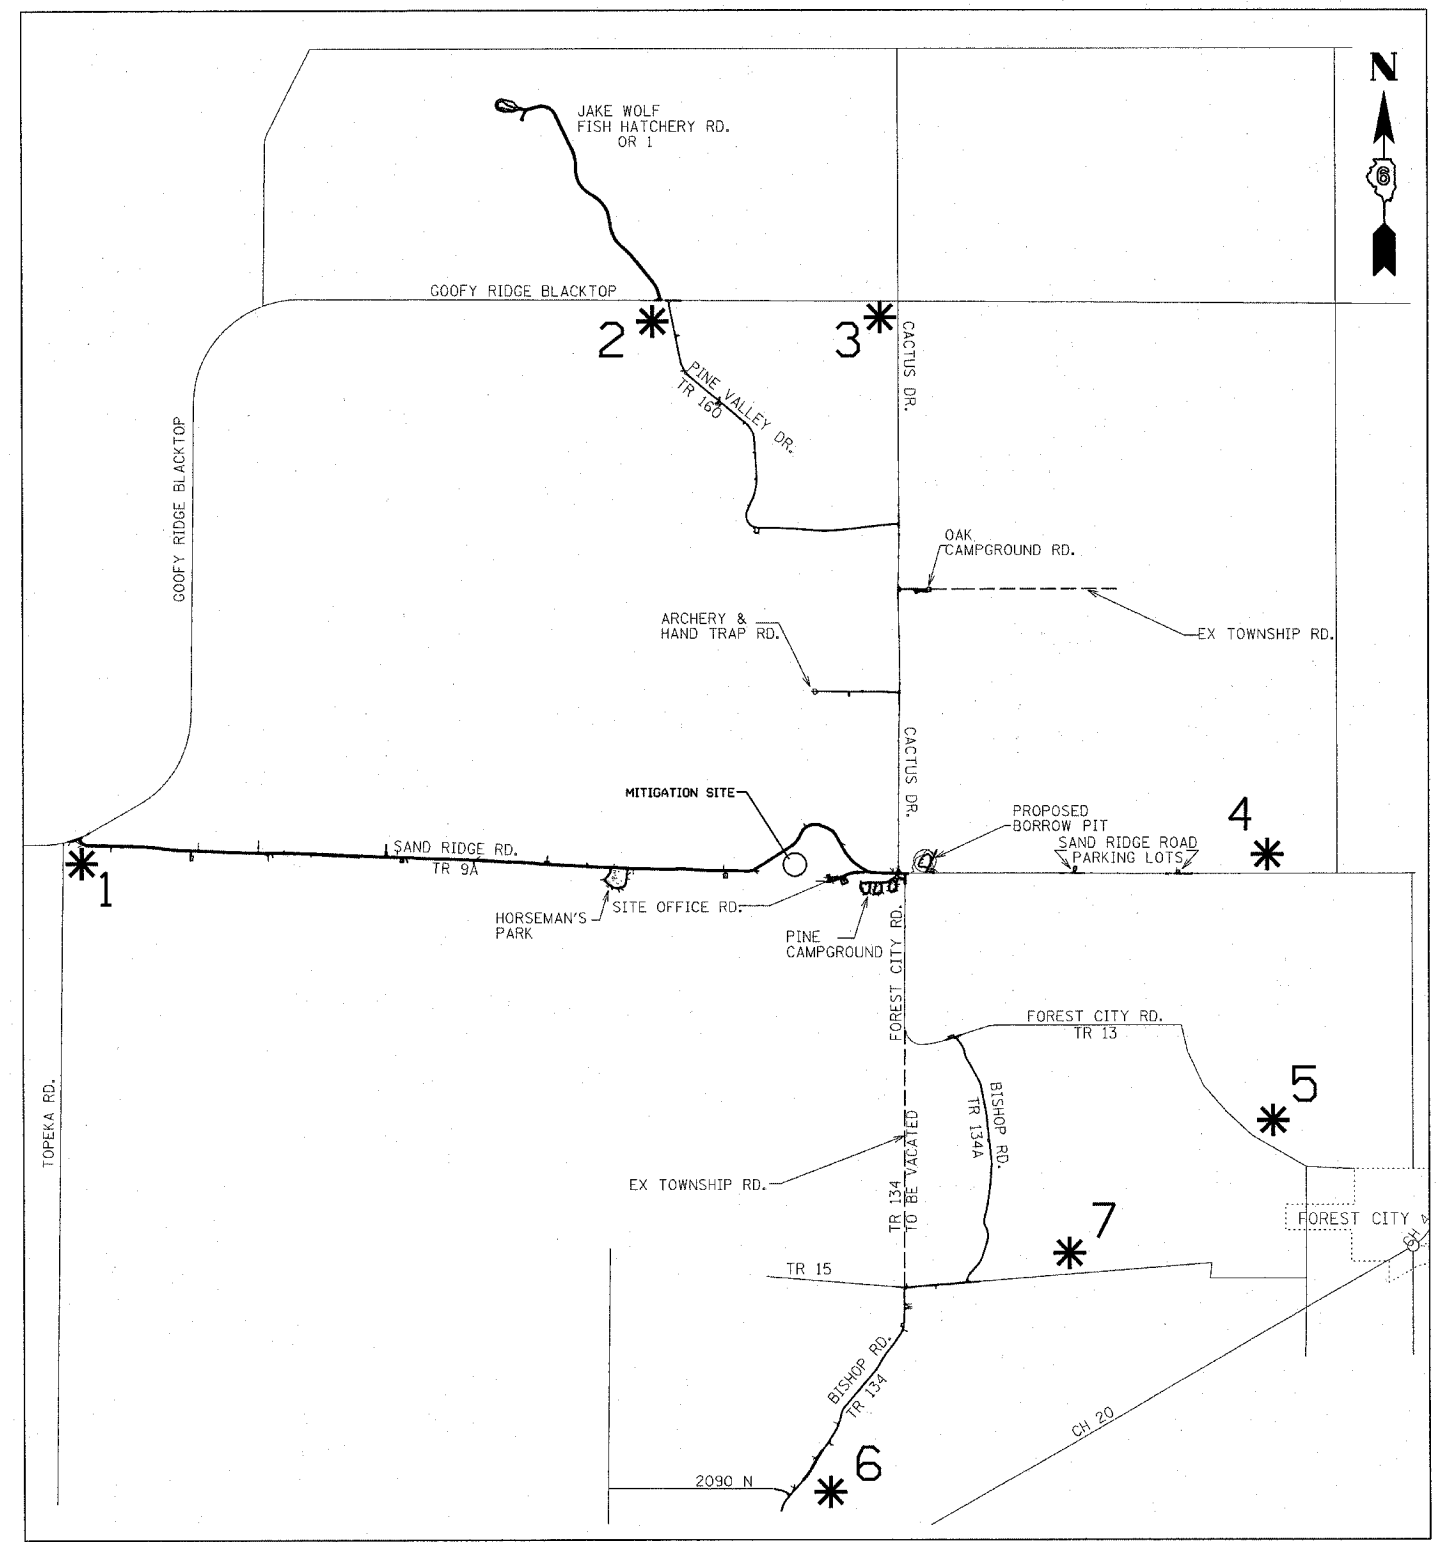 N
6
JAKE WOLF
FISH HATCHERY RD.
OR 1
GOOFY RIDGE BLACKTOP
2
3
CACTUS DR.
PINE VALLEY DR.
TR 160
GOOFY RIDGE BLACKTOP
OAK
CAMPGROUND RD.
EX TOWNSHIP RD.
ARCHERY &
HAND TRAP RD.
CACTUS DR.
MITIGATION SITE
PROPOSED
BORROW PIT
4
SAND RIDGE ROAD
PARKING LOTS
SAND RIDGE RD.
TR 9A
1
HORSEMAN'S
PARK
SITE OFFICE RD.
PINE
CAMPGROUND
FOREST CITY RD.
FOREST CITY RD.
TR 13
5
TOPEKA RD.
BISHOP RD.
TR 134A
EX TOWNSHIP RD.
TR 134
TO BE VACATED
7
FOREST CITY
CH 4
TR 15
BISHOP RD.
TR 134
CH 20
6
2090 N